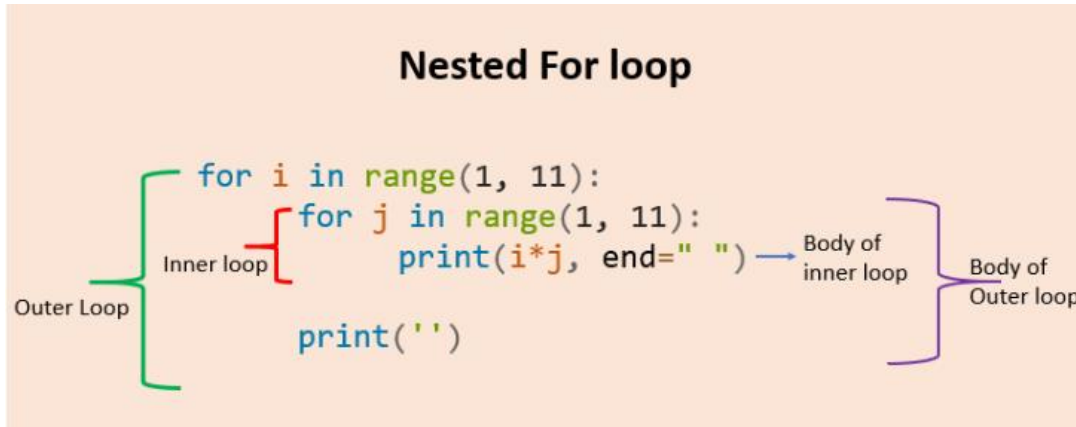 Nested For loop
for i in range(1, 11):
for j in range(1, 11):
print(i*j, end=" ")
print('')
Inner loop
Outer Loop
Body of
inner loop
Body of
Outer loop